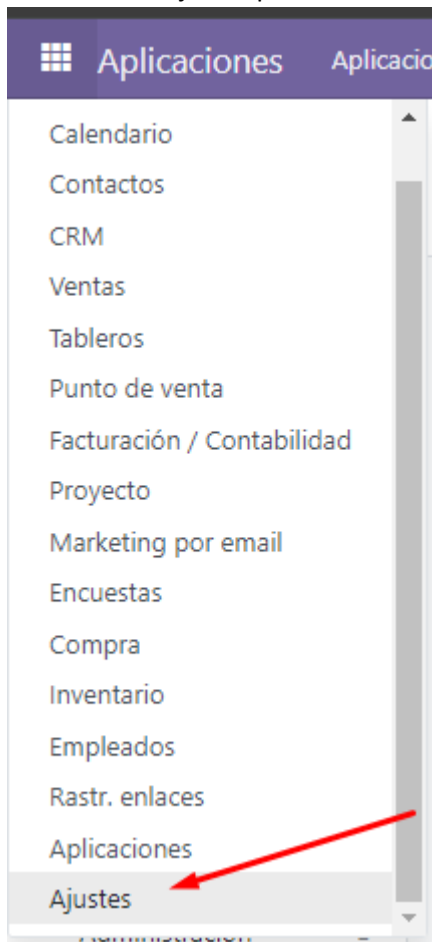 Aplicaciones Aplicacio
Calendario
Contactos
CRM
Ventas
Tableros
Punto de venta
Facturación / Contabilidad
Proyecto
Marketing por email
Encuestas
Compra
Inventario
Empleados
Rastr. enlaces
Aplicaciones
Ajustes